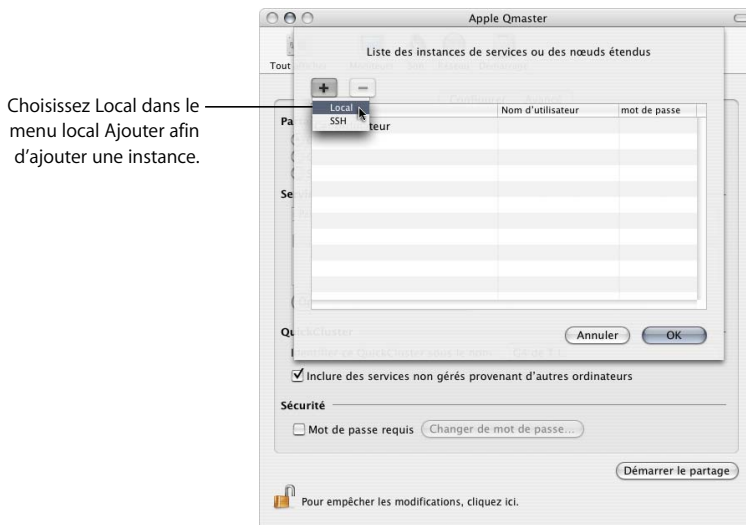 Apple Qmaster
Liste des instances de services ou des nœuds étendus
Tout
+ −
Choisissez Local dans le
menu local Ajouter afin
d'ajouter une instance.
Local
SSH
Nom d'utilisateur
mot de passe
Pa
teur
Se
QuickCluster
Annuler
OK
Inclure des services non gérés provenant d'autres ordinateurs
Sécurité
Mot de passe requis
Changer de mot de passe...
Démarrer le partage
Pour empêcher les modifications, cliquez ici.